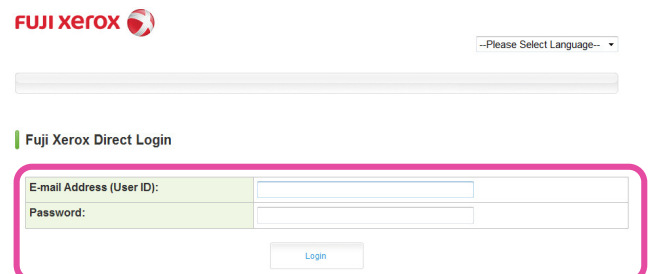 FUJI xerox
--Please Select Language--
Fuji Xerox Direct Login
E-mail Address (User ID):
Password:
Login